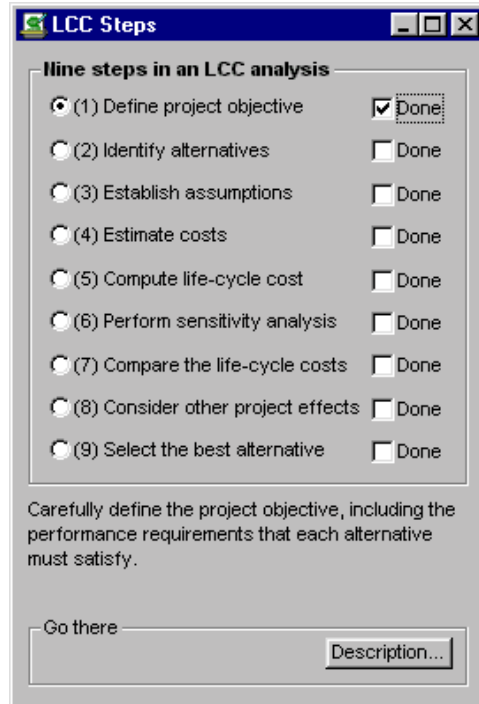 LCC Steps
Nine steps in an LCC analysis
(1) Define project objective Done
(2) Identify alternatives Done
(3) Establish assumptions Done
(4) Estimate costs Done
(5) Compute life-cycle cost Done
(6) Perform sensitivity analysis Done
(7) Compare the life-cycle costs Done
(8) Consider other project effects Done
(9) Select the best alternative Done
Carefully define the project objective, including the
performance requirements that each alternative
must satisfy.
Go there
Description...